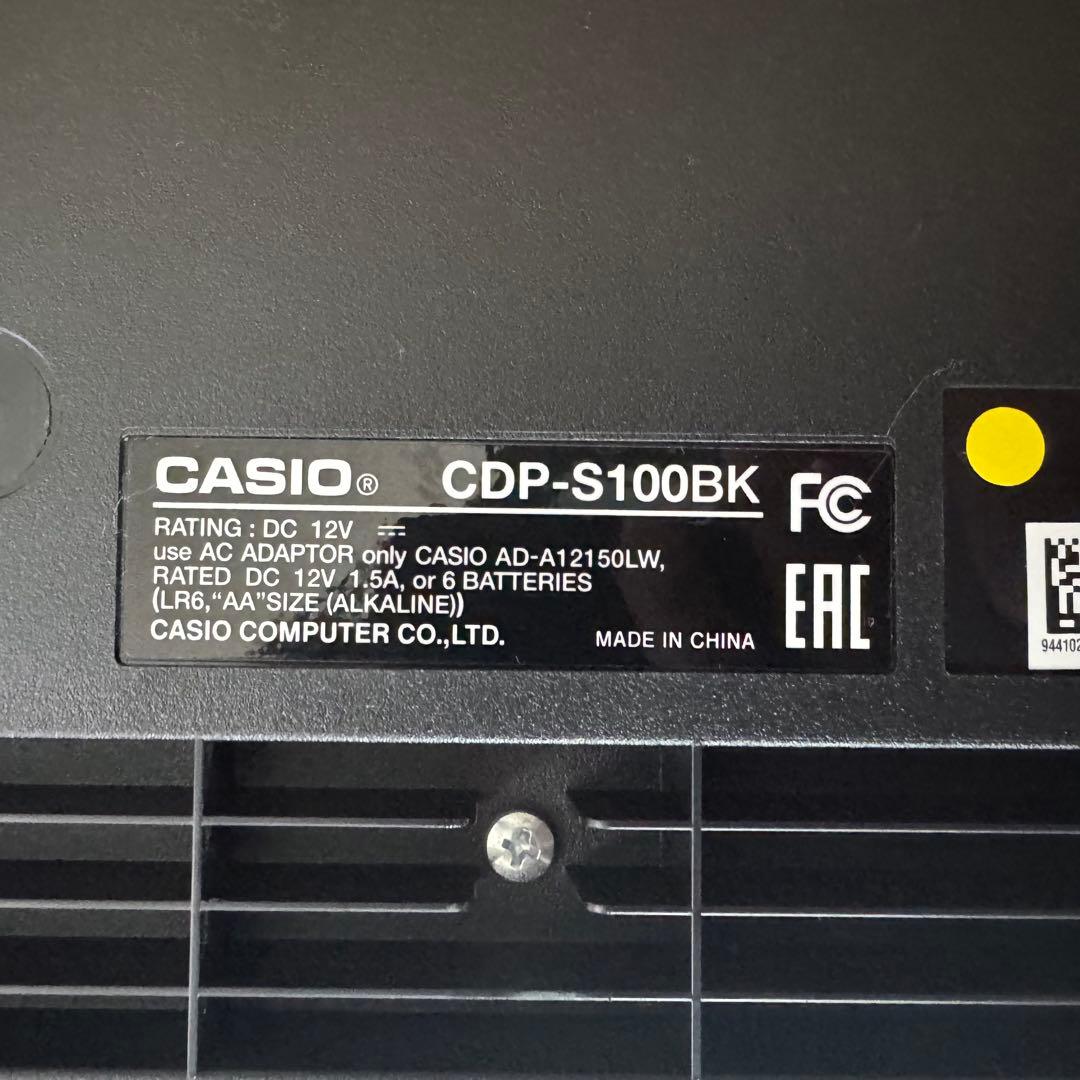 CASIO® CDP-S100BK
FC
RATING : DC 12V ⎓
use AC ADAPTOR only CASIO AD-A12150LW,
RATED DC 12V 1.5A, or 6 BATTERIES
(LR6,“AA”SIZE (ALKALINE))
CASIO COMPUTER CO.,LTD. MADE IN CHINA
EAC